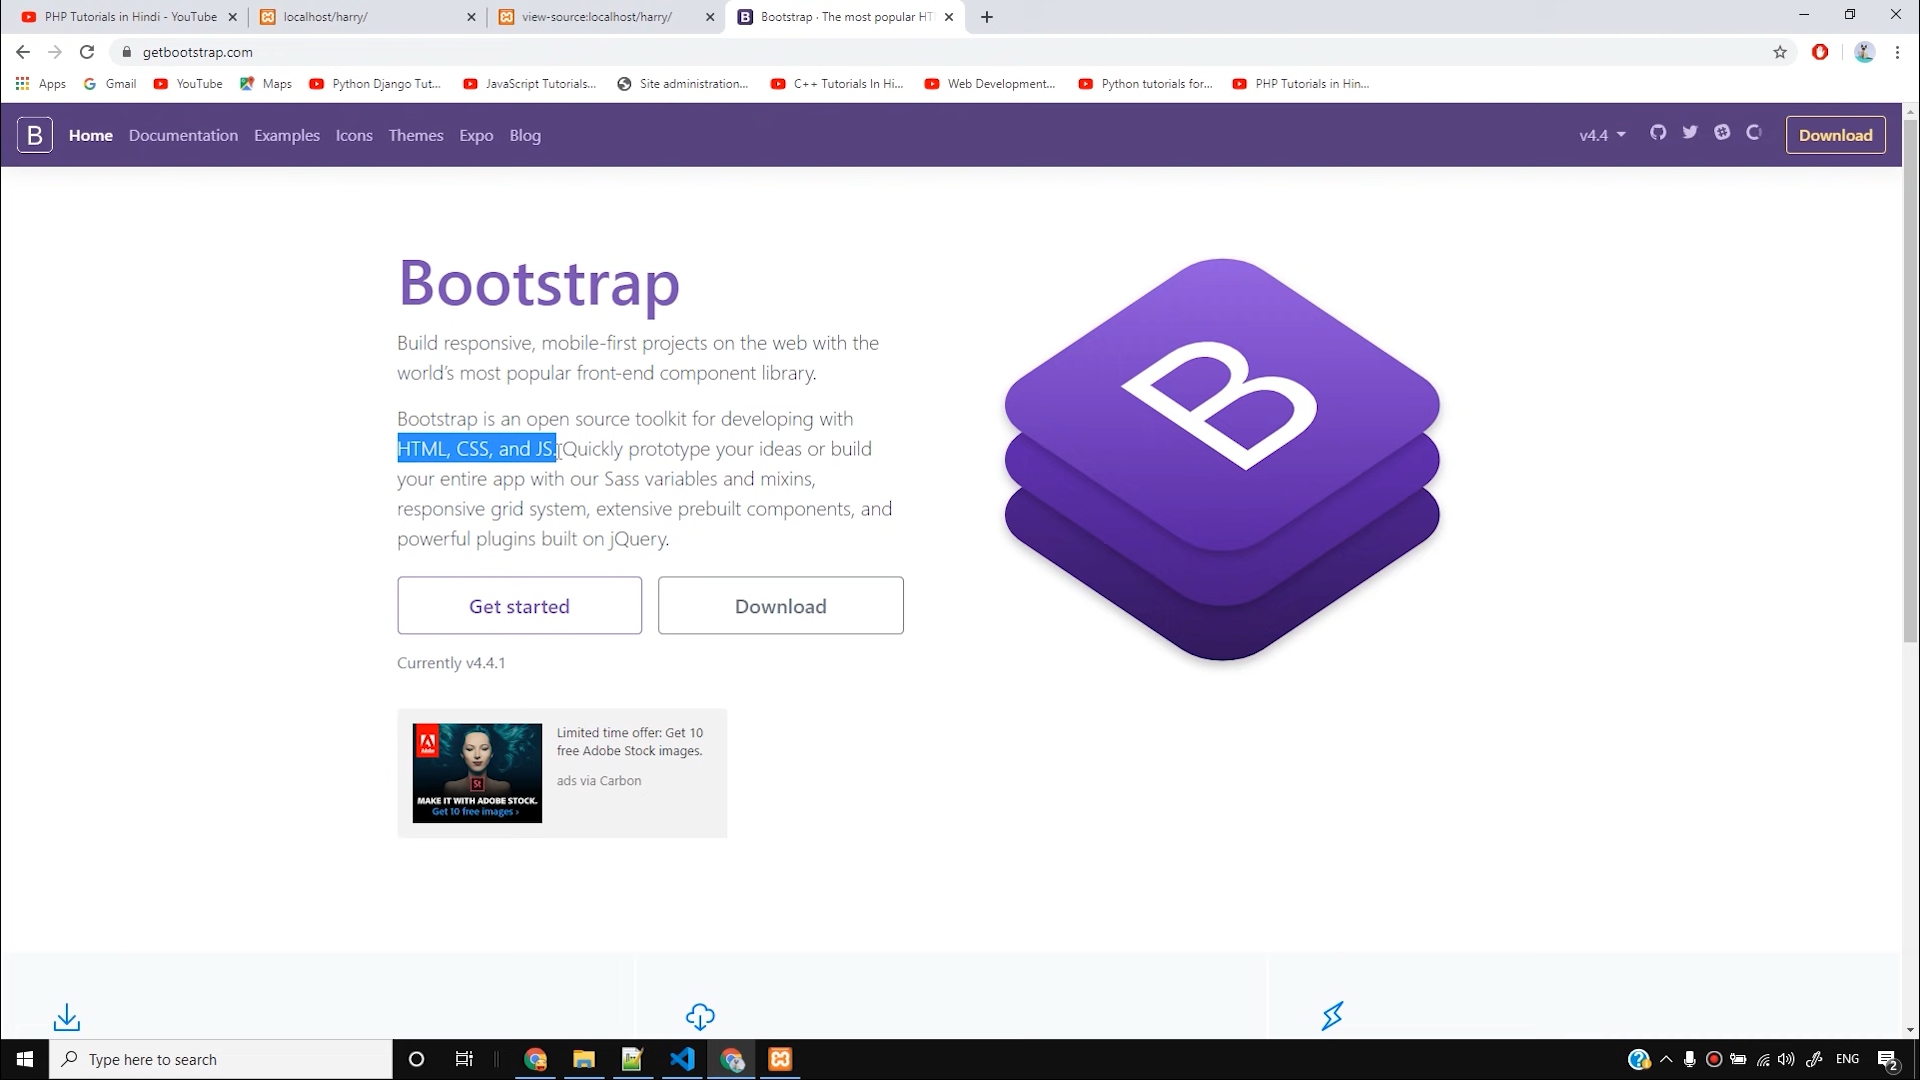 PHP Tutorials in Hindi - YouTube
localhost/harry/
view-source:localhost/harry/
Bootstrap · The most popular HT
getbootstrap.com
Apps
Gmail
YouTube
Maps
Python Django Tut...
JavaScript Tutorials...
Site administration...
C++ Tutorials In Hi...
Web Development...
Python tutorials for...
PHP Tutorials in Hin...
B
Home
Documentation
Examples
Icons
Themes
Expo
Blog
v4.4
Download
Bootstrap
Build responsive, mobile-first projects on the web with the
world's most popular front-end component library.
Bootstrap is an open source toolkit for developing with
HTML, CSS, and JS. Quickly prototype your ideas or build
your entire app with our Sass variables and mixins,
responsive grid system, extensive prebuilt components, and
powerful plugins built on jQuery.
B
Get started
Download
Currently v4.4.1
Adobe
St
MAKE IT WITH ADOBE STOCK.
Get 10 free images ›
Limited time offer: Get 10
free Adobe Stock images.
ads via Carbon
Type here to search
ENG
2